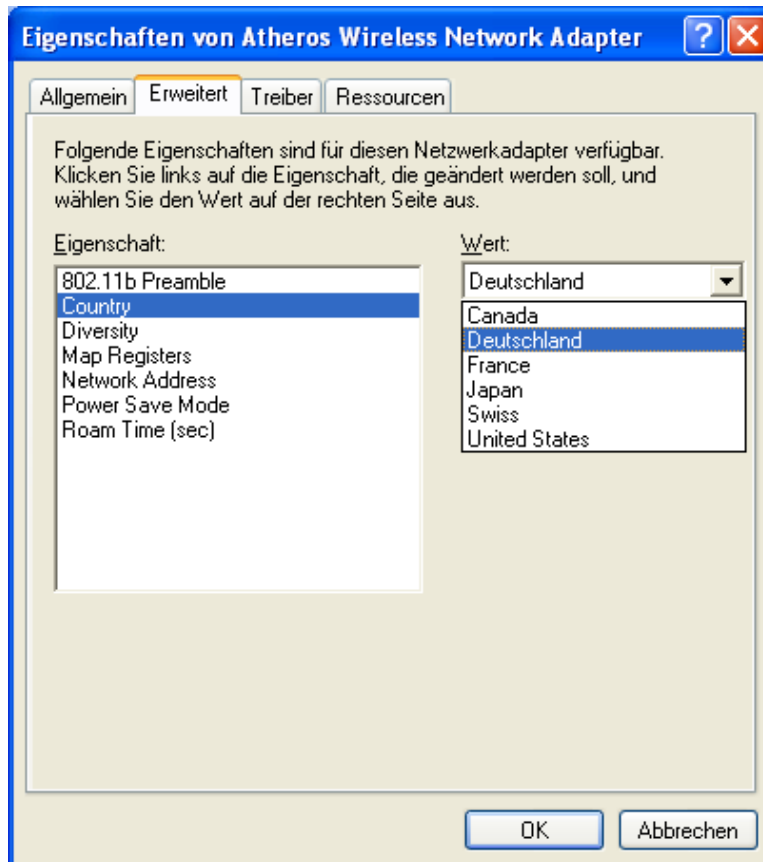 Eigenschaften von Atheros Wireless Network Adapter
Allgemein Erweitert Treiber Ressourcen
Folgende Eigenschaften sind für diesen Netzwerkadapter verfügbar.
Klicken Sie links auf die Eigenschaft, die geändert werden soll, und
wählen Sie den Wert auf der rechten Seite aus.
Eigenschaft:
802.11b Preamble
Country
Diversity
Map Registers
Network Address
Power Save Mode
Roam Time (sec)
Wert:
Deutschland
Canada
Deutschland
France
Japan
Swiss
United States
OK Abbrechen